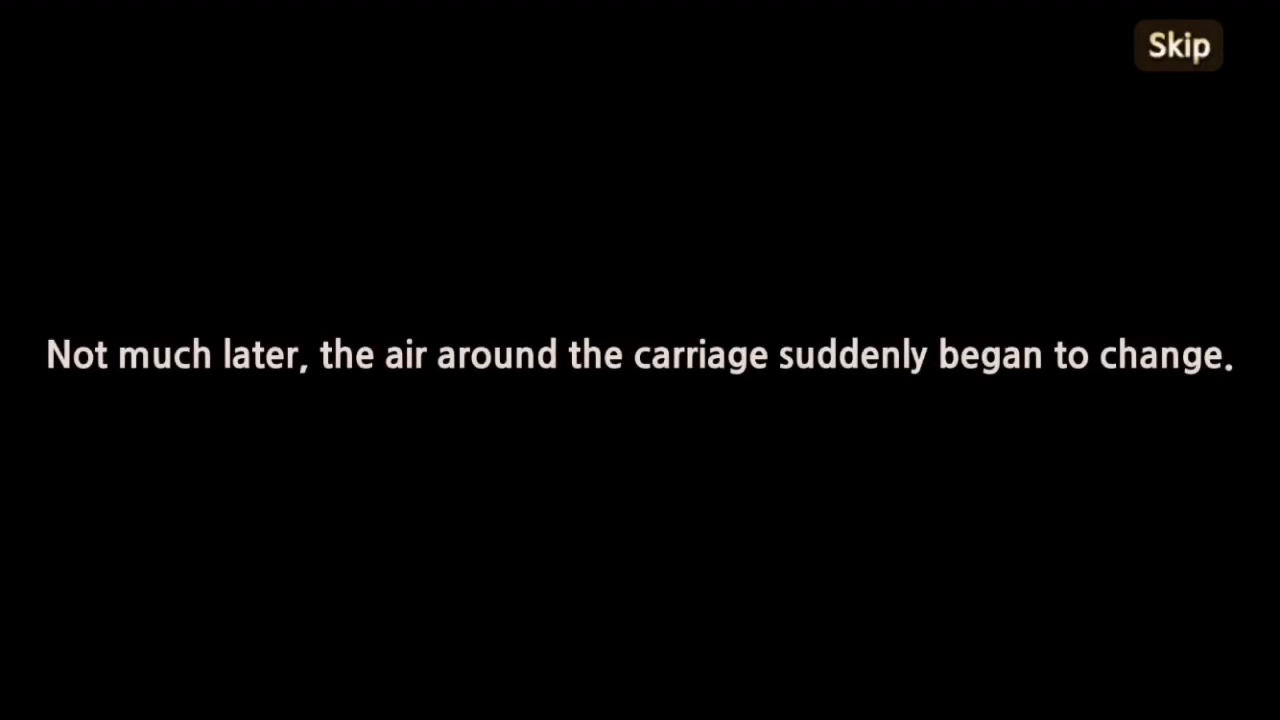 Skip
Not much later, the air around the carriage suddenly began to change.